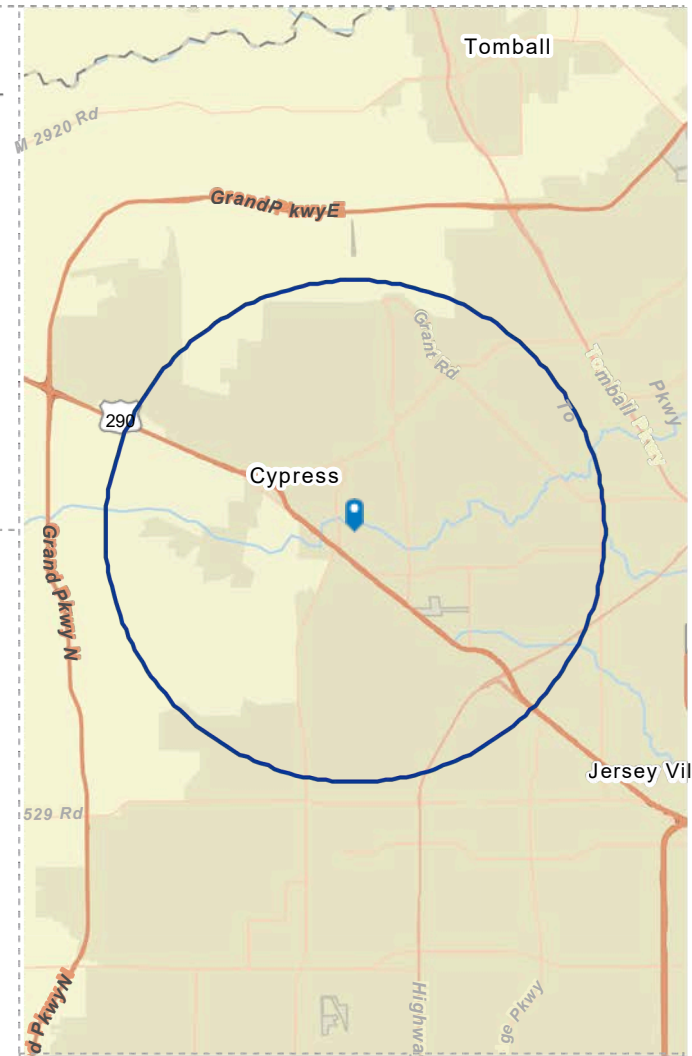 Tomball
M 2920 Rd
GrandP kwyE
Grant Rd
Tomball Pkwy
Pkwy
To
290
Cypress
Grand Pkwy N
Jersey Vil
529 Rd
d PkwyN
Highwa
ge Pkwy